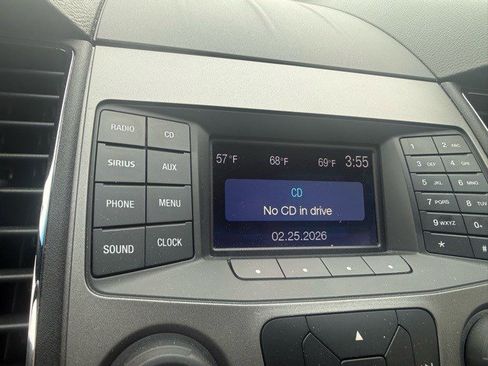 RADIO CD
SIRIUS AUX
PHONE MENU
SOUND CLOCK
57°F 68°F 69°F 3:55
CD
No CD in drive
02.25.2026
1 2 ABC
3 DEF 4 GHI
5 JKL 6 MNO
7 PQRS 8 TUV
9 WXYZ 0
* #